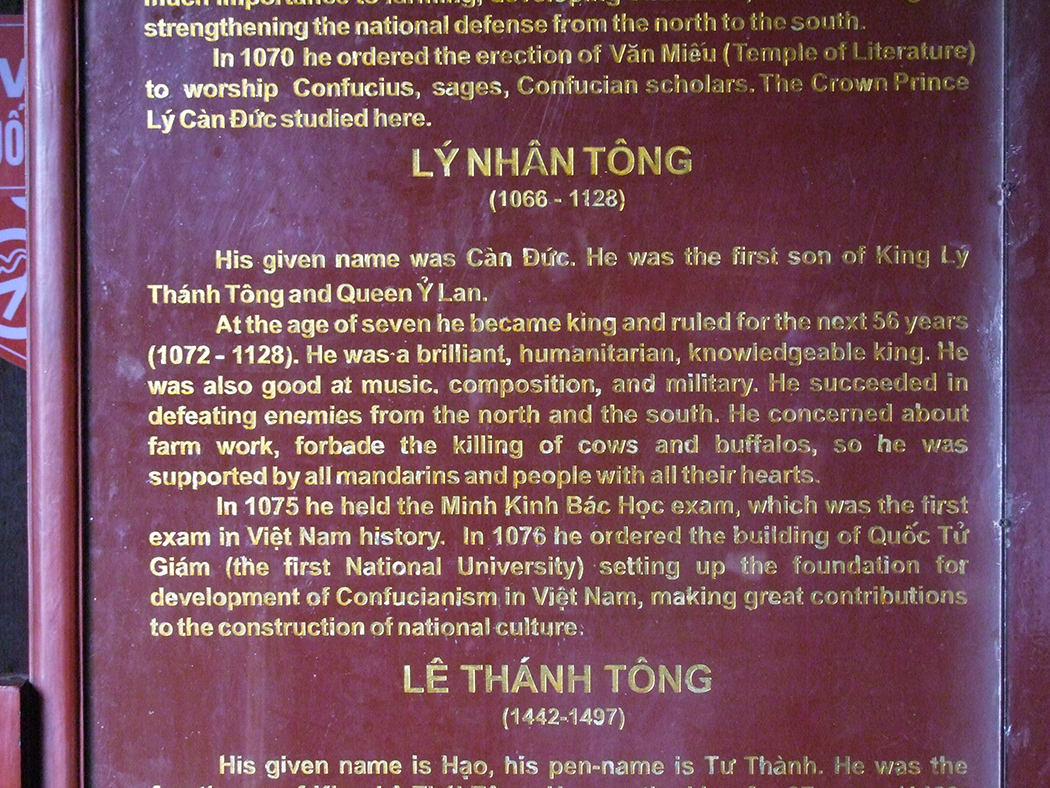 much importance to farming, developing
strengthening the national defense from the north to the south.
In 1070 he ordered the erection of Văn Miếu (Temple of Literature)
to worship Confucius, sages, Confucian scholars. The Crown Prince
Lý Càn Đức studied here.
LÝ NHÂN TÔNG
(1066 - 1128)
His given name was Càn Đức. He was the first son of King Lý
Thánh Tông and Queen Ỷ Lan.
At the age of seven he became king and ruled for the next 56 years
(1072 - 1128). He was a brilliant, humanitarian, knowledgeable king. He
was also good at music. composition, and military. He succeeded in
defeating enemies from the north and the south. He concerned about
farm work, forbade the killing of cows and buffalos, so he was
supported by all mandarins and people with all their hearts.
In 1075 he held the Minh Kinh Bác Học exam, which was the first
exam in Việt Nam history. In 1076 he ordered the building of Quốc Tử
Giám (the first National University) setting up the foundation for
development of Confucianism in Việt Nam, making great contributions
to the construction of national culture.
LÊ THÁNH TÔNG
(1442-1497)
His given name is Hạo, his pen-name is Tư Thành. He was the